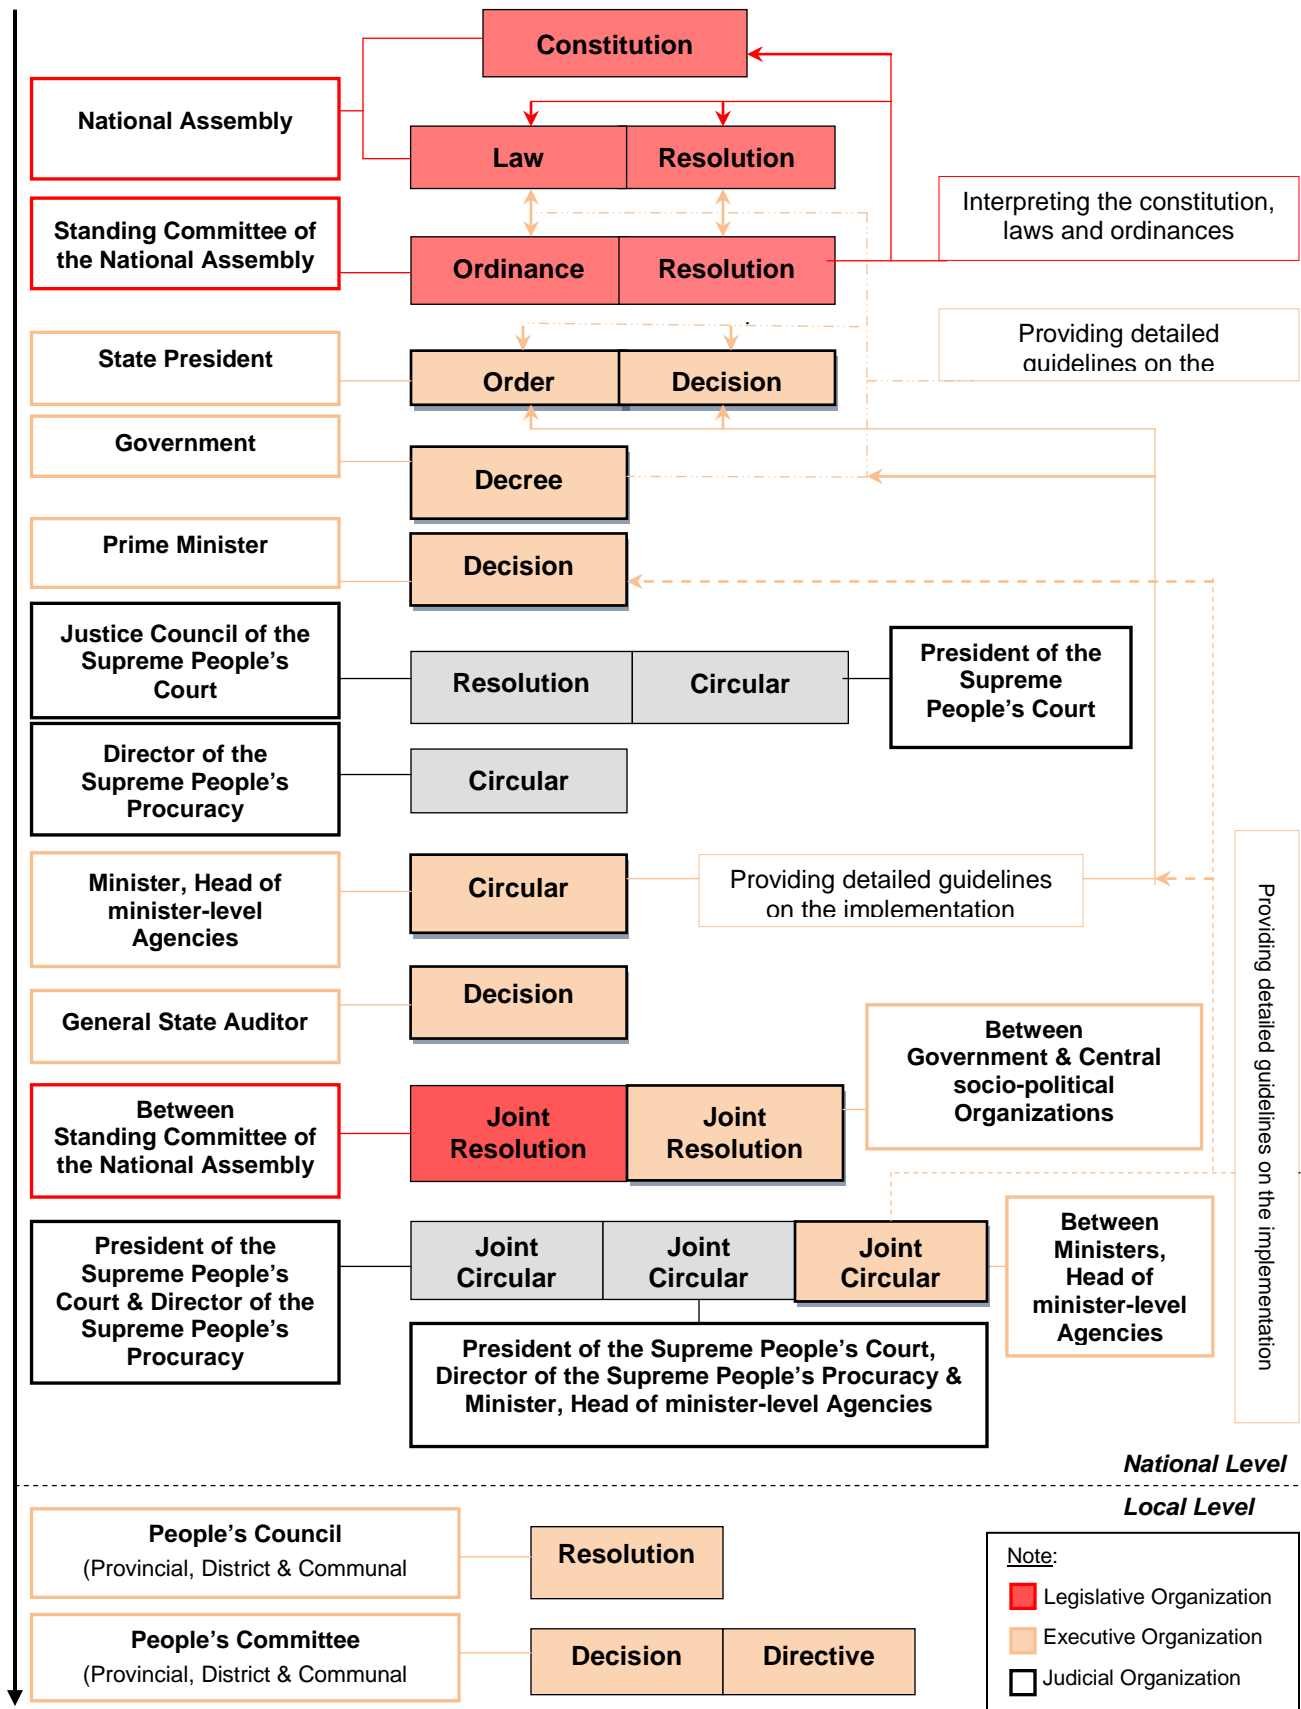 Constitution
National Assembly
Law
Resolution
Interpreting the constitution,
laws and ordinances
Standing Committee of
the National Assembly
Ordinance
Resolution
Providing detailed
guidelines on the
State President
Order
Decision
Government
Decree
Prime Minister
Decision
Justice Council of the
Supreme People’s
Court
Resolution
Circular
President of the
Supreme
People’s Court
Director of the
Supreme People’s
Procuracy
Circular
Minister, Head of
minister-level
Agencies
Circular
Providing detailed guidelines
on the implementation
Providing detailed guidelines on the implementation
General State Auditor
Decision
Between
Government & Central
socio-political
Organizations
Between
Standing Committee of
the National Assembly
Joint
Resolution
Joint
Resolution
President of the
Supreme People’s
Court & Director of the
Supreme People’s
Procuracy
Joint
Circular
Joint
Circular
Joint
Circular
Between
Ministers,
Head of
minister-level
Agencies
President of the Supreme People’s Court,
Director of the Supreme People’s Procuracy &
Minister, Head of minister-level Agencies
National Level
Local Level
People’s Council
(Provincial, District & Communal
Resolution
People’s Committee
(Provincial, District & Communal
Decision
Directive
Note:
Legislative Organization
Executive Organization
Judicial Organization